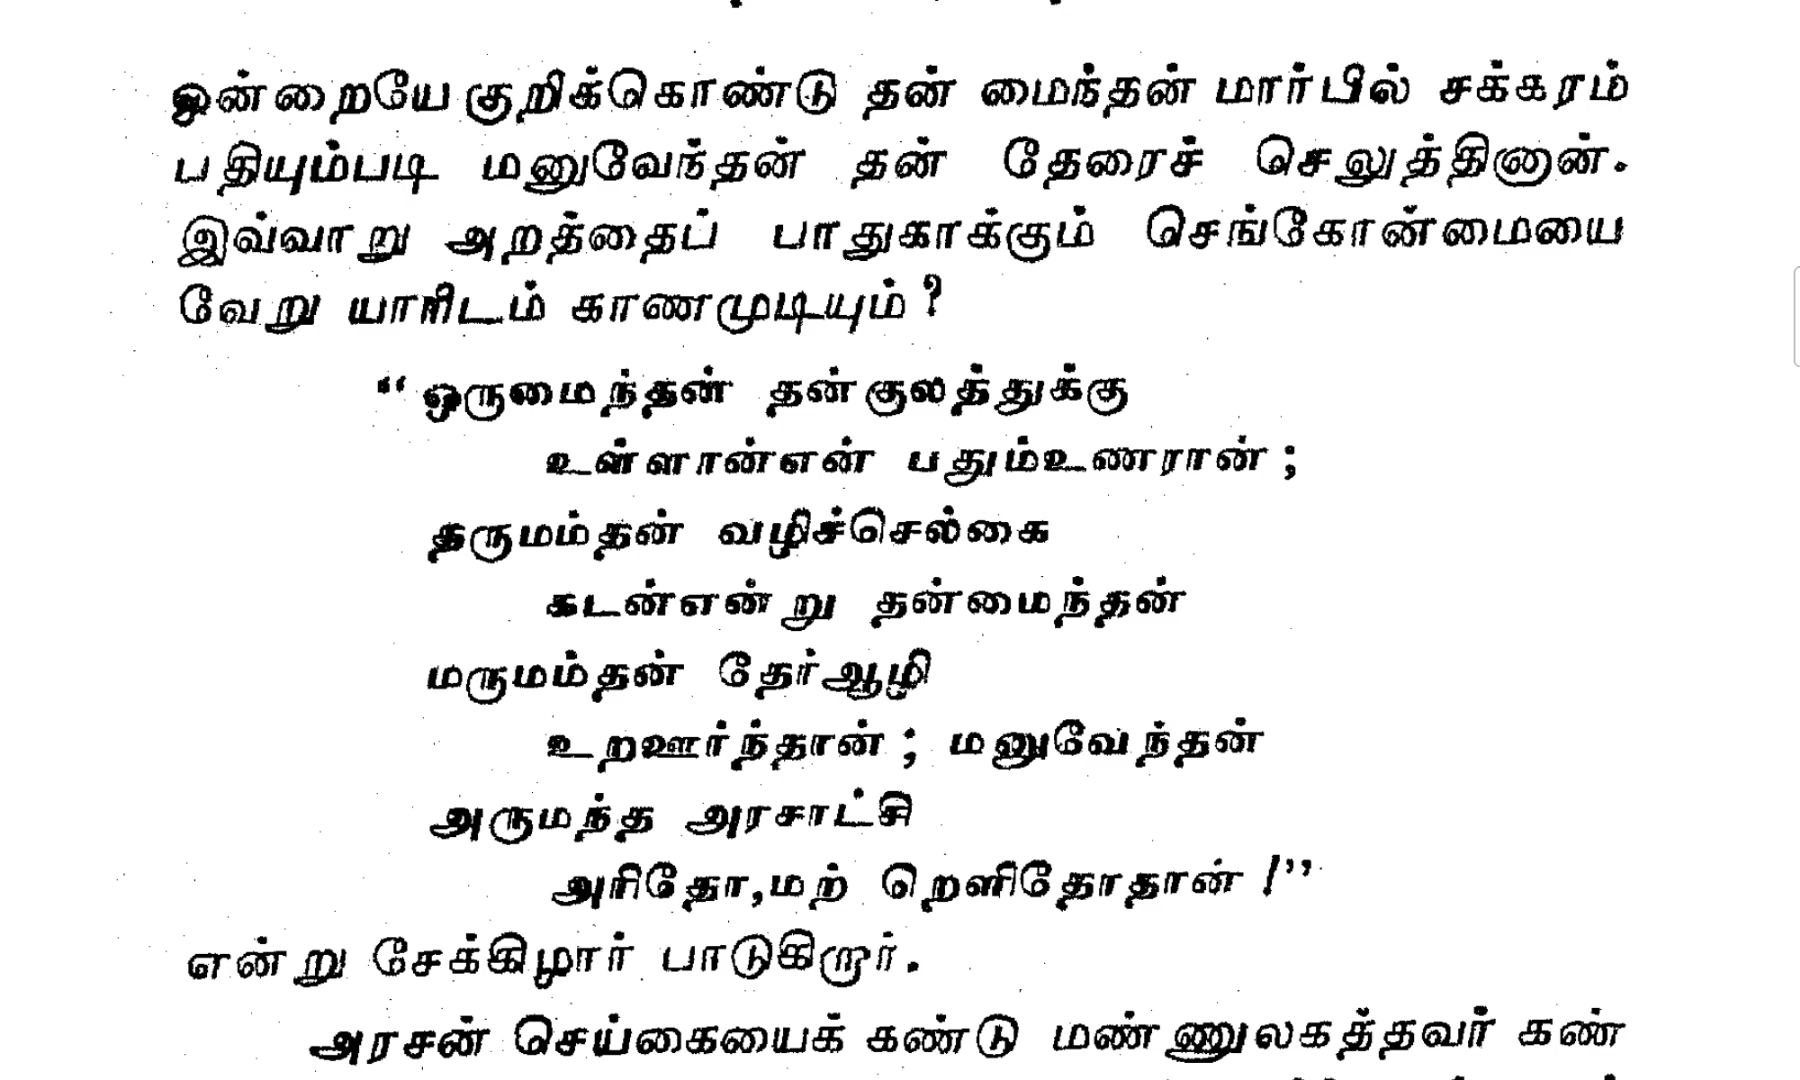 ஒன்றையே குறிக்கொண்டு தன் மைந்தன் மார்பில் சக்கரம்
பதியும்படி மனுவேந்தன் தன் தேரைச் செலுத்தினான்.
இவ்வாறு அறத்தைப் பாதுகாக்கும் செங்கோன்மையை
வேறு யாரிடம் காணமுடியும்?
“ஒருமைந்தன் தன்குலத்துக்கு
உள்ளான்என் பதும்உணரான்;
தருமம்தன் வழிச்செல்கை
கடன்என்று தன்மைந்தன்
மருமம்தன் தேர்ஆழி
உறஊர்ந்தான்; மனுவேந்தன்
அருமந்த அரசாட்சி
அரிதோ,மற் றெளிதோதான்!”
என்று சேக்கிழார் பாடுகிறார்.
அரசன் செய்கையைக் கண்டு மண்ணுலகத்தவர் கண்